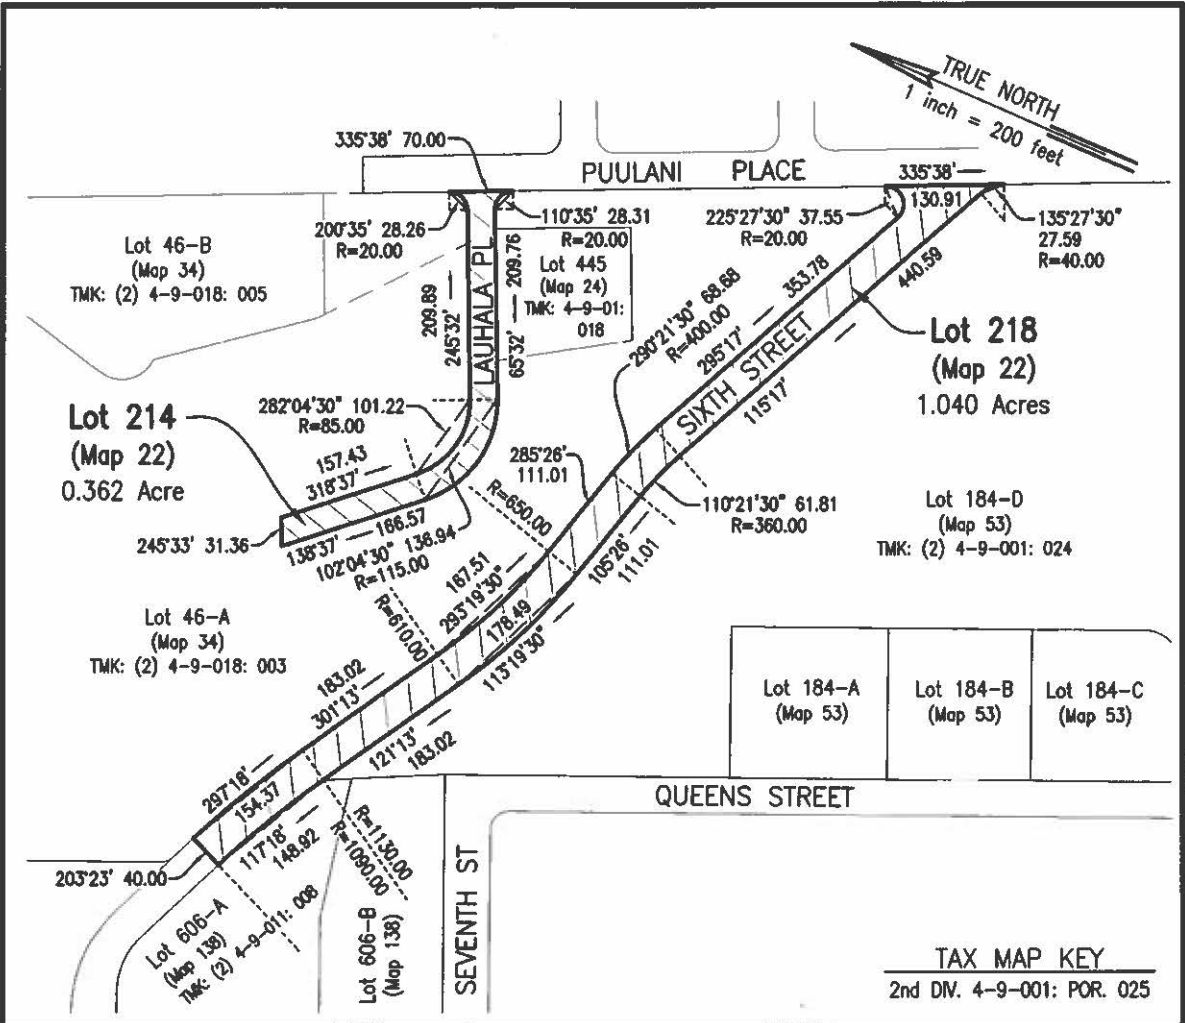 TRUE NORTH
1 inch = 200 feet
335°38' 70.00
PUULANI PLACE
335°38'
130.91
200°35' 28.26
R=20.00
110°35' 28.31
R=20.00
225°27'30" 37.55
R=20.00
135°27'30"
27.59
R=40.00
Lot 46-B
(Map 34)
TMK: (2) 4-9-018: 005
209.89
245°32'
LAUHALA PL
65°32'
209.76
Lot 445
(Map 24)
TMK: 4-9-01:
018
290°21'30" 68.68
R=400.00
353.78
295°17'
SIXTH STREET
440.59
115°17'
Lot 218
(Map 22)
1.040 Acres
Lot 214
(Map 22)
0.362 Acre
282°04'30" 101.22
R=85.00
157.43
318°37'
245°33' 31.36
138°37'
166.57
102°04'30" 136.94
R=115.00
285°26'
111.01
R=650.00
110°21'30" 61.81
R=360.00
105°26'
111.01
Lot 184-D
(Map 53)
TMK: (2) 4-9-001: 024
167.51
293°19'30"
R=610.00
178.49
113°19'30"
Lot 46-A
(Map 34)
TMK: (2) 4-9-018: 003
183.02
301°13'
121°13'
183.02
Lot 184-A
(Map 53)
Lot 184-B
(Map 53)
Lot 184-C
(Map 53)
297°18'
154.37
117°18'
148.92
R=1130.00
R=1090.00
QUEENS STREET
203°23' 40.00
Lot 606-A
(Map 138)
TMK: (2) 4-9-011: 008
Lot 606-B
(Map 138)
SEVENTH ST
TAX MAP KEY
2nd DIV. 4-9-001: POR. 025